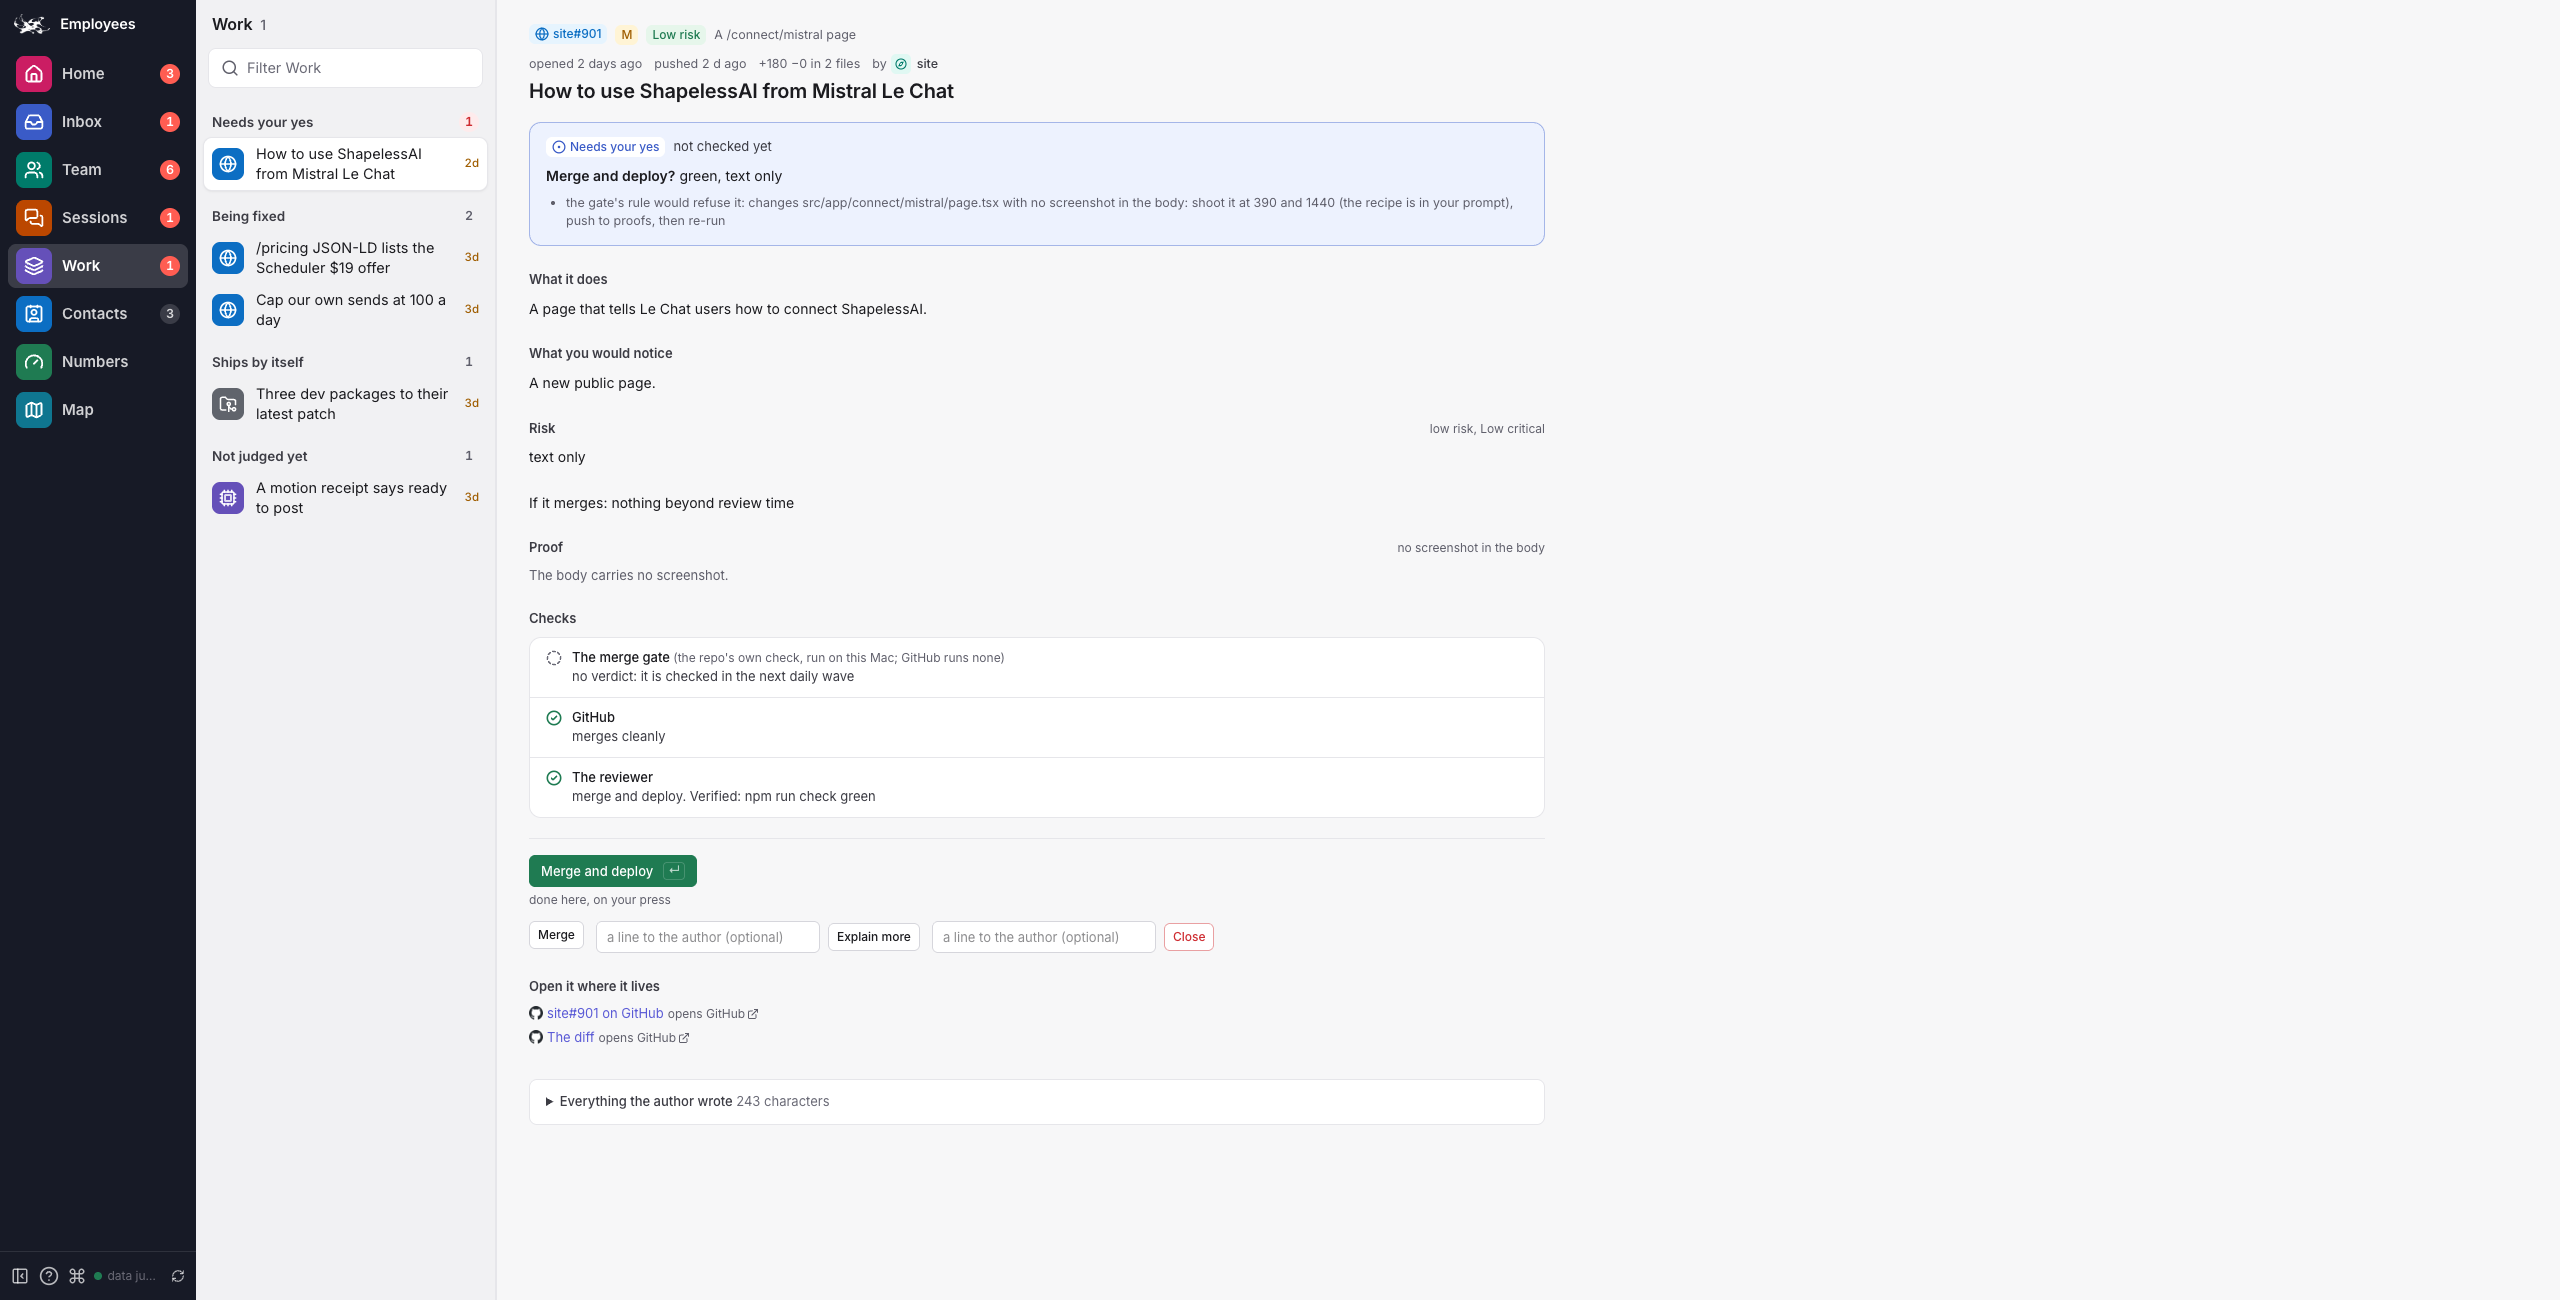 Employees
Home 3
Inbox 1
Team 6
Sessions 1
Work 1
Contacts 3
Numbers
Map
data ju...
Work 1
Filter Work
Needs your yes 1
How to use ShapelessAI
from Mistral Le Chat
2d
Being fixed 2
/pricing JSON-LD lists the
Scheduler $19 offer
3d
Cap our own sends at 100 a
day
3d
Ships by itself 1
Three dev packages to their
latest patch
3d
Not judged yet 1
A motion receipt says ready
to post
3d
site#901 M Low risk A /connect/mistral page
opened 2 days ago pushed 2 d ago +180 −0 in 2 files by site
How to use ShapelessAI from Mistral Le Chat
Needs your yes not checked yet
Merge and deploy? green, text only
• the gate's rule would refuse it: changes src/app/connect/mistral/page.tsx with no screenshot in the body: shoot it at 390 and 1440 (the recipe is in your prompt),
push to proofs, then re-run
What it does
A page that tells Le Chat users how to connect ShapelessAI.
What you would notice
A new public page.
Risk low risk, Low critical
text only
If it merges: nothing beyond review time
Proof no screenshot in the body
The body carries no screenshot.
Checks
The merge gate (the repo's own check, run on this Mac; GitHub runs none)
no verdict: it is checked in the next daily wave
GitHub
merges cleanly
The reviewer
merge and deploy. Verified: npm run check green
Merge and deploy
done here, on your press
Merge a line to the author (optional) Explain more a line to the author (optional) Close
Open it where it lives
site#901 on GitHub opens GitHub
The diff opens GitHub
Everything the author wrote 243 characters